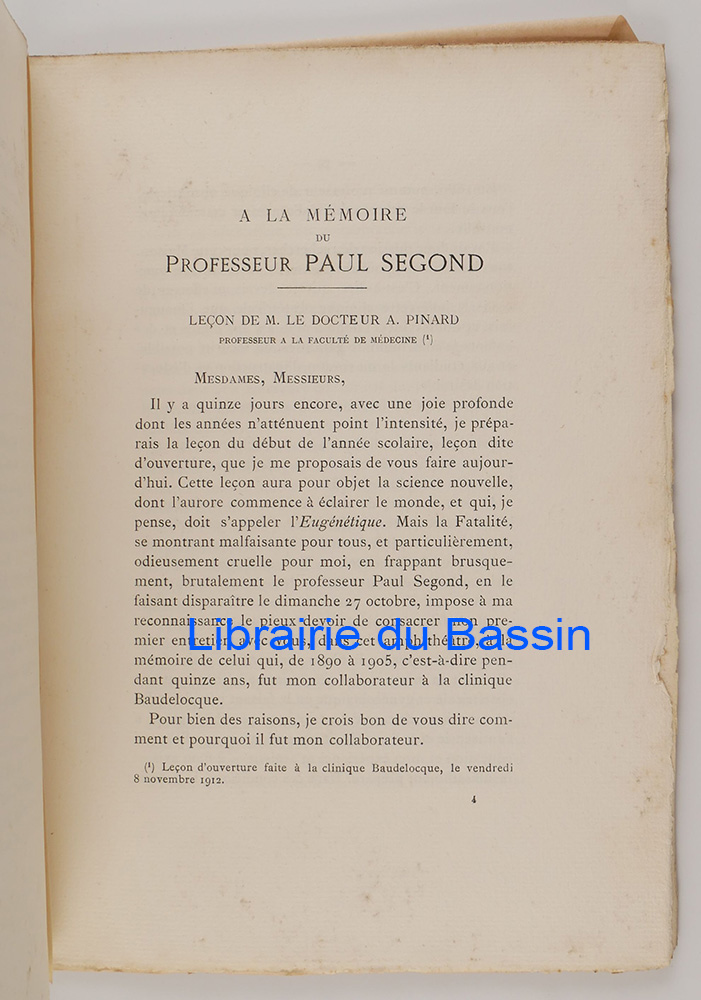 A LA MÉMOIRE
DU
PROFESSEUR PAUL SEGOND
LEÇON DE M. LE DOCTEUR A. PINARD
PROFESSEUR A LA FACULTÉ DE MÉDECINE (1)
MESDAMES, MESSIEURS,
Il y a quinze jours encore, avec une joie profonde
dont les années n'atténuent point l'intensité, je prépa-
rais la leçon du début de l'année scolaire, leçon dite
d'ouverture, que je me proposais de vous faire aujour-
d'hui. Cette leçon aura pour objet la science nouvelle,
dont l'aurore commence à éclairer le monde, et qui, je
pense, doit s'appeler l'Eugénétique. Mais la Fatalité,
se montrant malfaisante pour tous, et particulièrement,
odieusement cruelle pour moi, en frappant brusque-
ment, brutalement le professeur Paul Segond, en le
faisant disparaître le dimanche 27 octobre, impose à ma
reconnaissance le pieux devoir de consacrer mon pre-
mier entretien avec vous, dans cet amphithéâtre, à la
Librairie du Bassin
mémoire de celui qui, de 1890 à 1905, c'est-à-dire pen-
dant quinze ans, fut mon collaborateur à la clinique
Baudelocque.
Pour bien des raisons, je crois bon de vous dire com-
ment et pourquoi il fut mon collaborateur.
(1) Leçon d'ouverture faite à la clinique Baudelocque, le vendredi
8 novembre 1912.
4